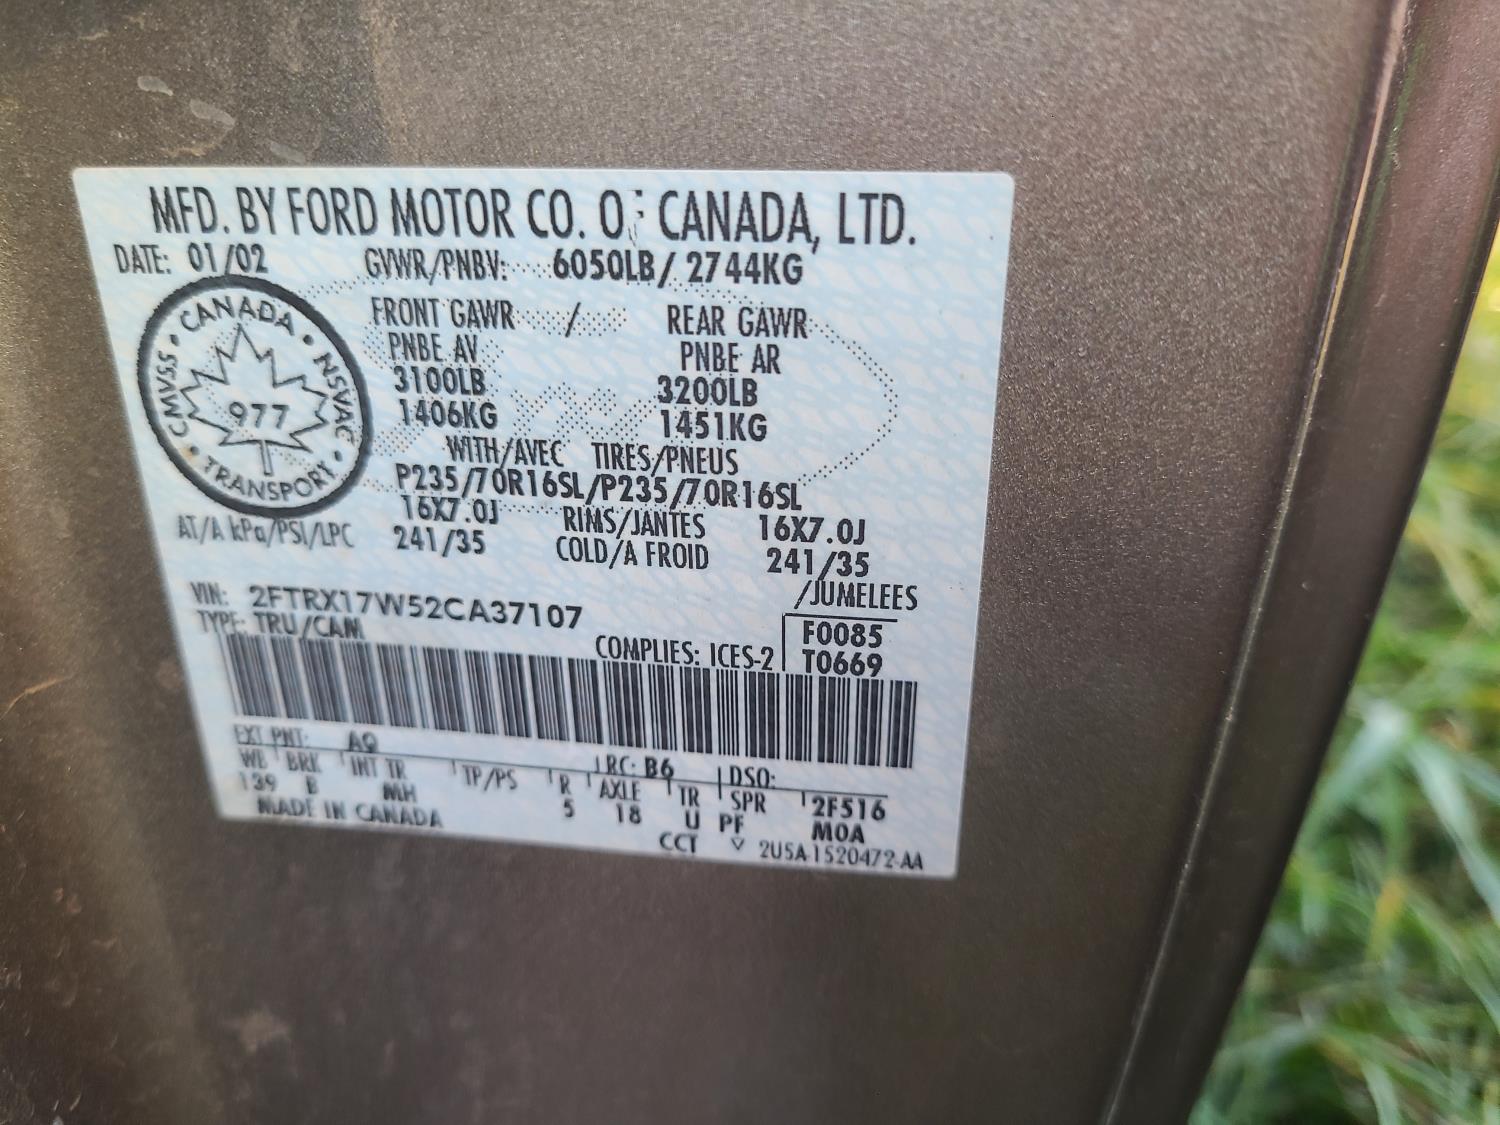 MFD. BY FORD MOTOR CO. OF CANADA, LTD.
DATE: 01/02 GVWR/PNBV: 6050LB/ 2744KG
CANADA
CMVSS NSVAC
977
TRANSPORT
FRONT GAWR / REAR GAWR
PNBE AV PNBE AR
3100LB 3200LB
1406KG 1451KG
WITH/AVEC TIRES/PNEUS
P235/70R16SL/P235/70R16SL
16X7.0J RIMS/JANTES 16X7.0J
AT/A kPa/PSI/LPC 241/35 COLD/A FROID 241/35
/JUMELEES
VIN: 2FTRX17W52CA37107
TYPE: TRU/CAM
COMPLIES: ICES-2
F0085
T0669
EXT PNT: AQ RC: B6 DSO:
WB BRK INT TR TP/PS R AXLE TR SPR 2F516
139 B MH 5 18 U PF M0A
MADE IN CANADA CCT V 2U5A-1520472-AA